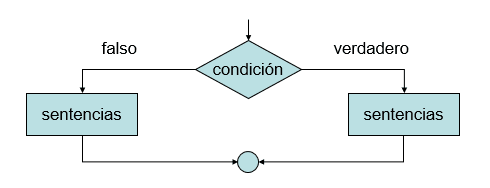 falso
verdadero
condición
sentencias
sentencias